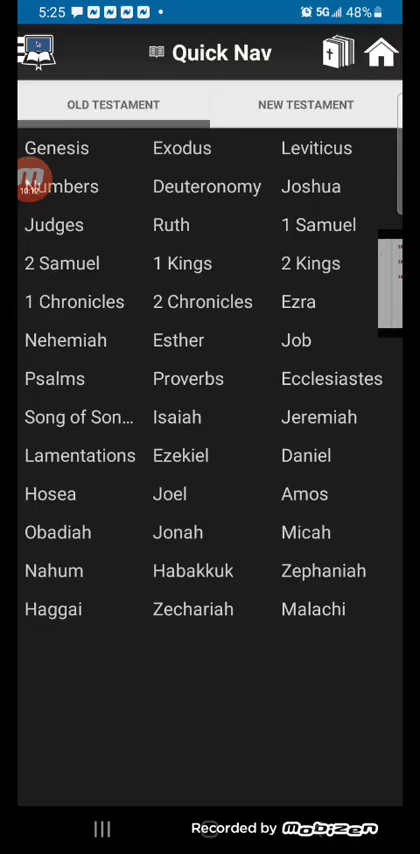 5:25 5G 48%
Quick Nav
OLD TESTAMENT NEW TESTAMENT
Genesis Exodus Leviticus
Numbers Deuteronomy Joshua
10:12
Judges Ruth 1 Samuel
2 Samuel 1 Kings 2 Kings
1 Chronicles 2 Chronicles Ezra
Nehemiah Esther Job
Psalms Proverbs Ecclesiastes
Song of Son... Isaiah Jeremiah
Lamentations Ezekiel Daniel
Hosea Joel Amos
Obadiah Jonah Micah
Nahum Habakkuk Zephaniah
Haggai Zechariah Malachi
Recorded by mobizen